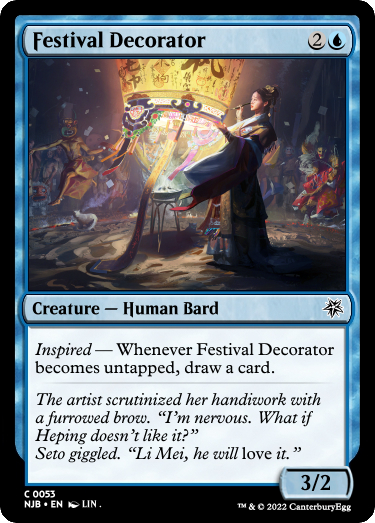 Festival Decorator 2
Creature — Human Bard
Inspired — Whenever Festival Decorator
becomes untapped, draw a card.
The artist scrutinized her handiwork with
a furrowed brow. “I’m nervous. What if
Heping doesn’t like it?”
Seto giggled. “Li Mei, he will love it.”
3/2
C 0053
NJB • EN LIN .
™ & © 2022 CanterburyEgg